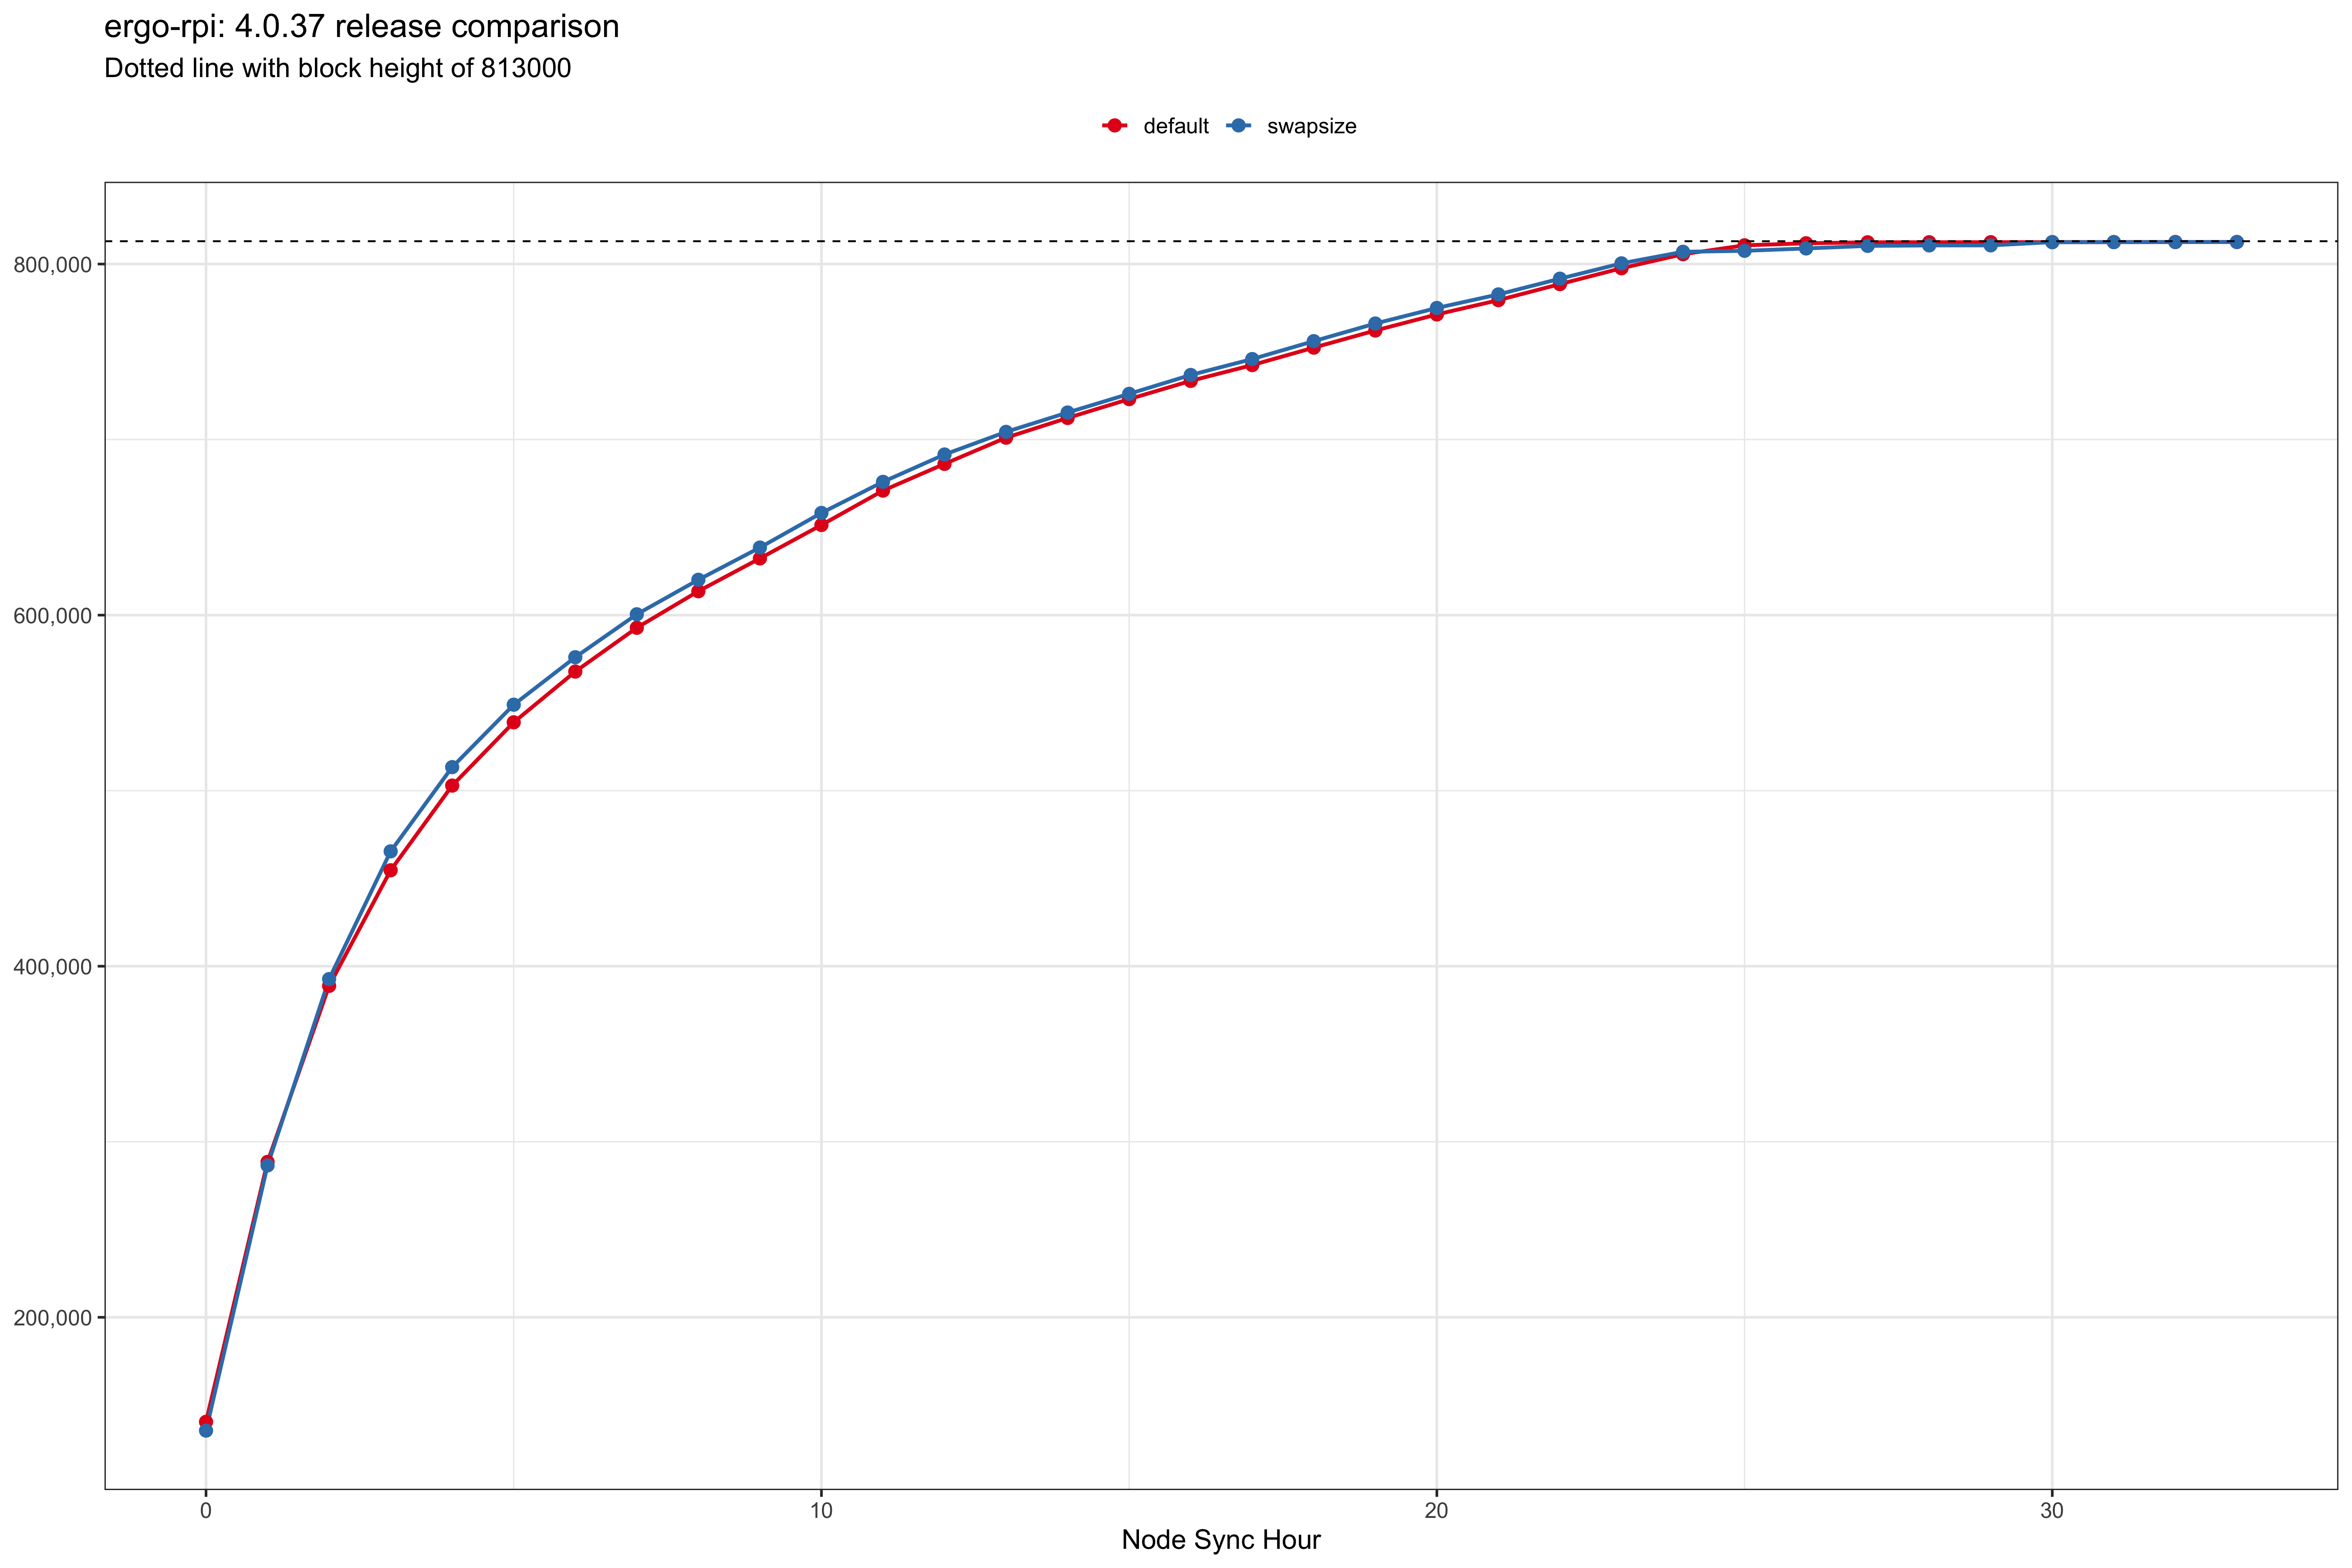 ergo-rpi: 4.0.37 release comparison
Dotted line with block height of 813000
default swapsize
800,000
600,000
400,000
200,000
0 10 20 30
Node Sync Hour